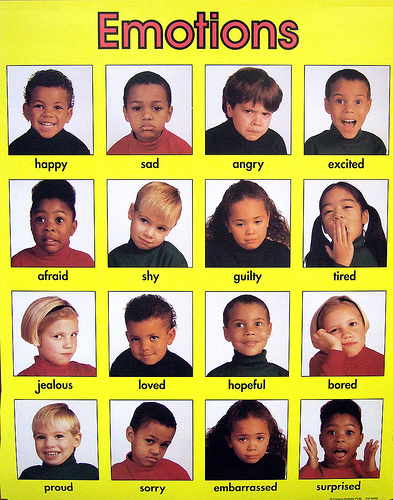 Emotions
happy sad angry excited
afraid shy guilty tired
jealous loved hopeful bored
proud sorry embarrassed surprised